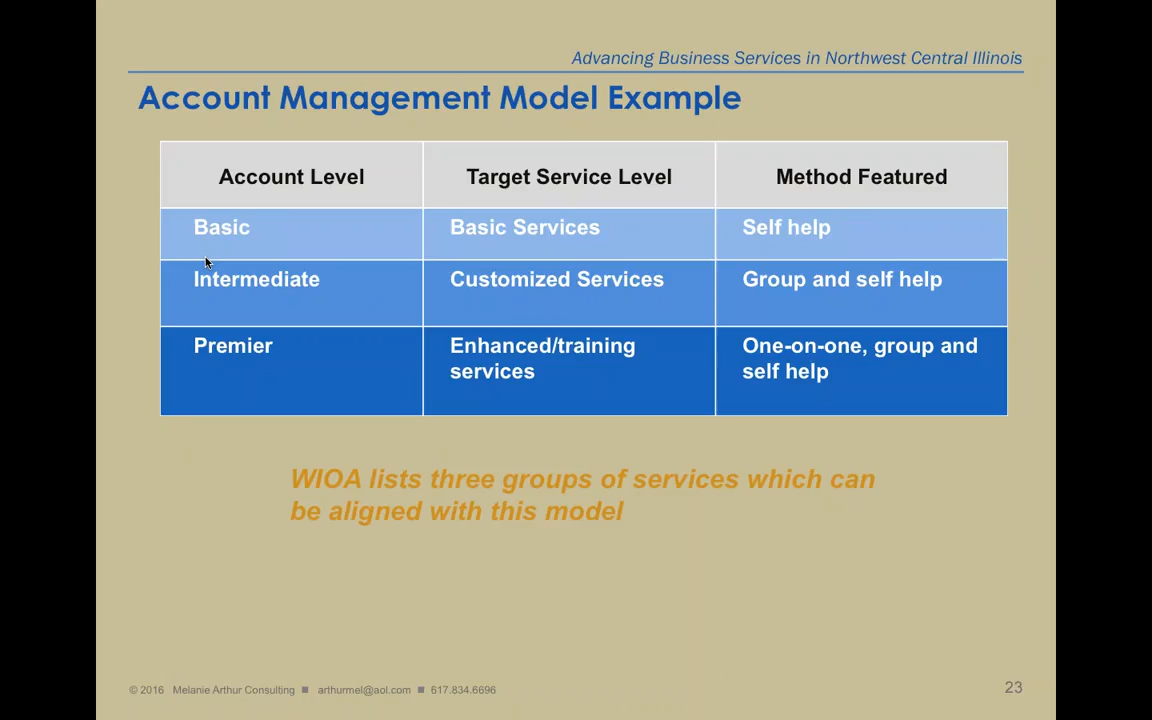 Advancing Business Services in Northwest Central Illinois
Account Management Model Example
Account Level Target Service Level Method Featured
Basic Basic Services Self help
Intermediate Customized Services Group and self help
Premier Enhanced/training services One-on-one, group and self help
WIOA lists three groups of services which can
be aligned with this model
© 2016 Melanie Arthur Consulting ■ arthurmel@aol.com ■ 617.834.6696
23